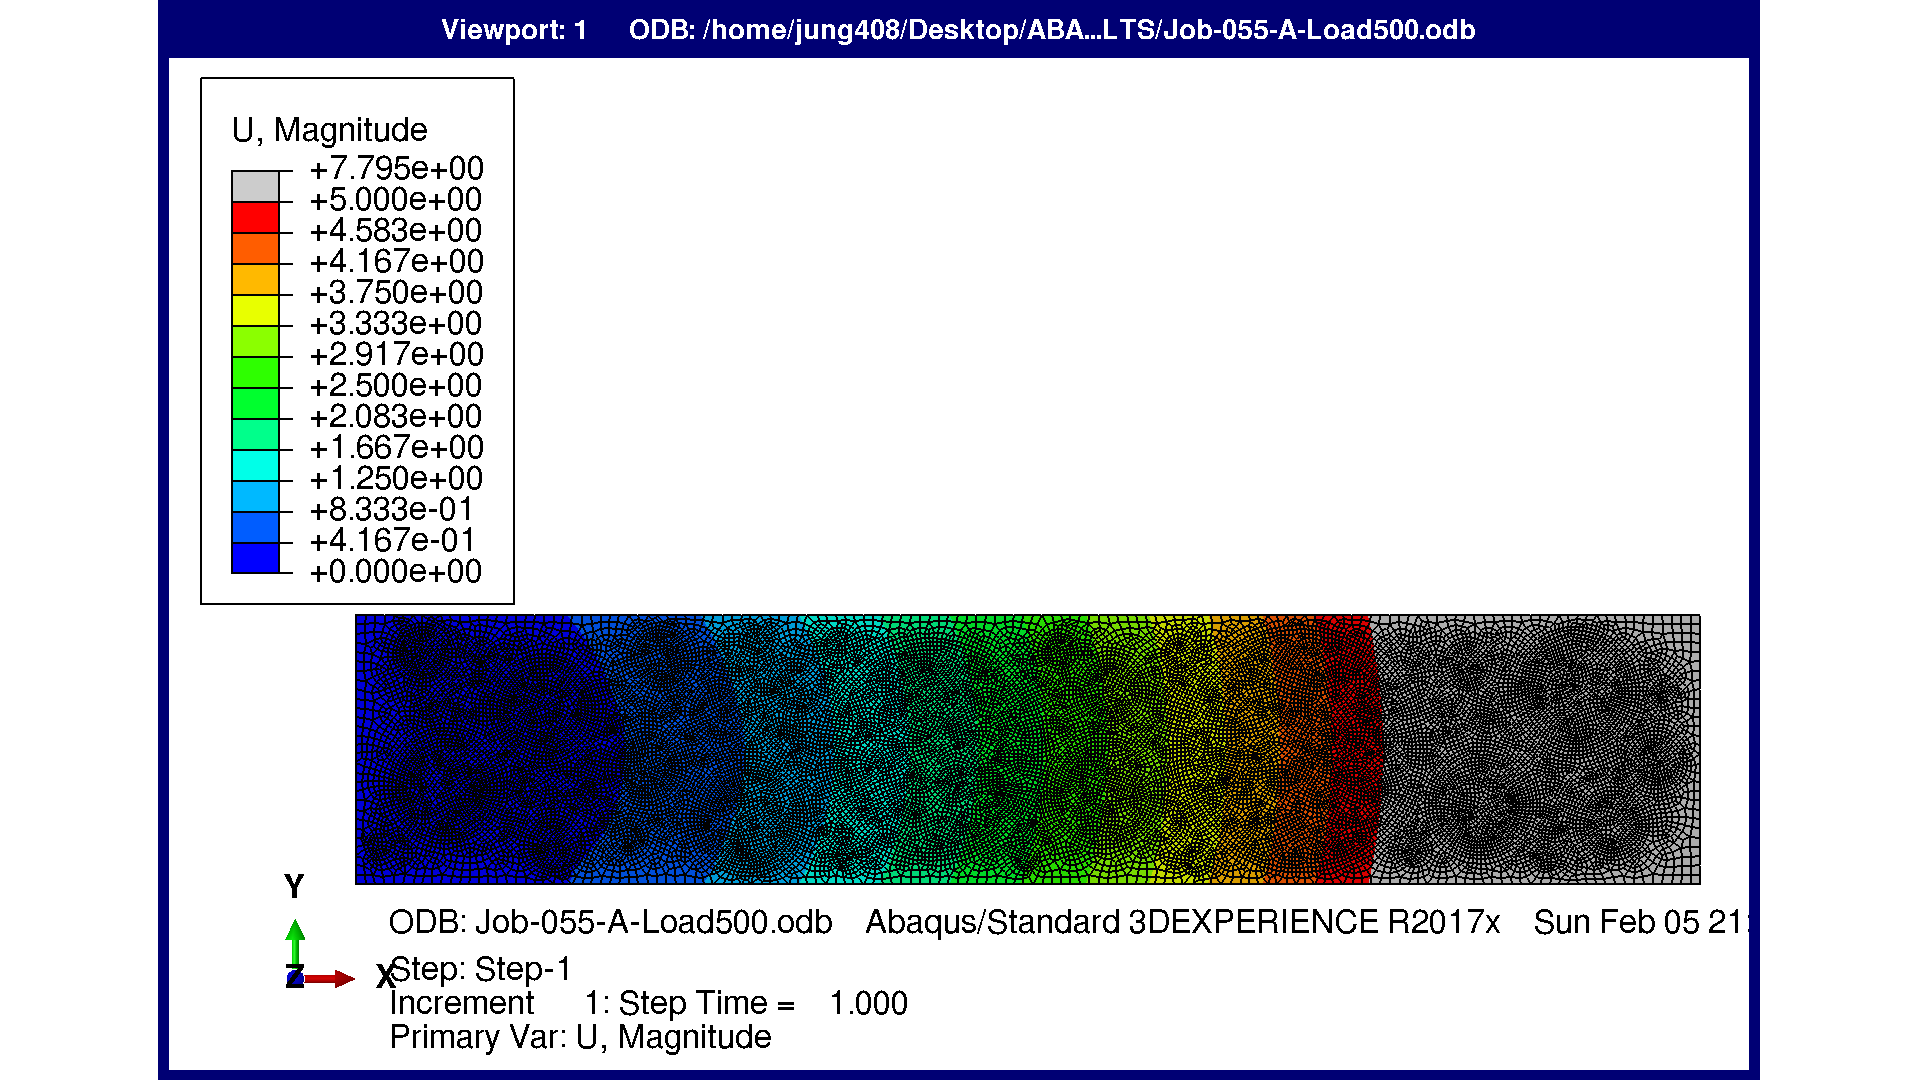 Viewport: 1 ODB: /home/jung408/Desktop/ABA...LTS/Job-055-A-Load500.odb
U, Magnitude
+7.795e+00
+5.000e+00
+4.583e+00
+4.167e+00
+3.750e+00
+3.333e+00
+2.917e+00
+2.500e+00
+2.083e+00
+1.667e+00
+1.250e+00
+8.333e-01
+4.167e-01
+0.000e+00
Y
Z
X
ODB: Job-055-A-Load500.odb Abaqus/Standard 3DEXPERIENCE R2017x Sun Feb 05 21:
Step: Step-1
Increment 1: Step Time = 1.000
Primary Var: U, Magnitude